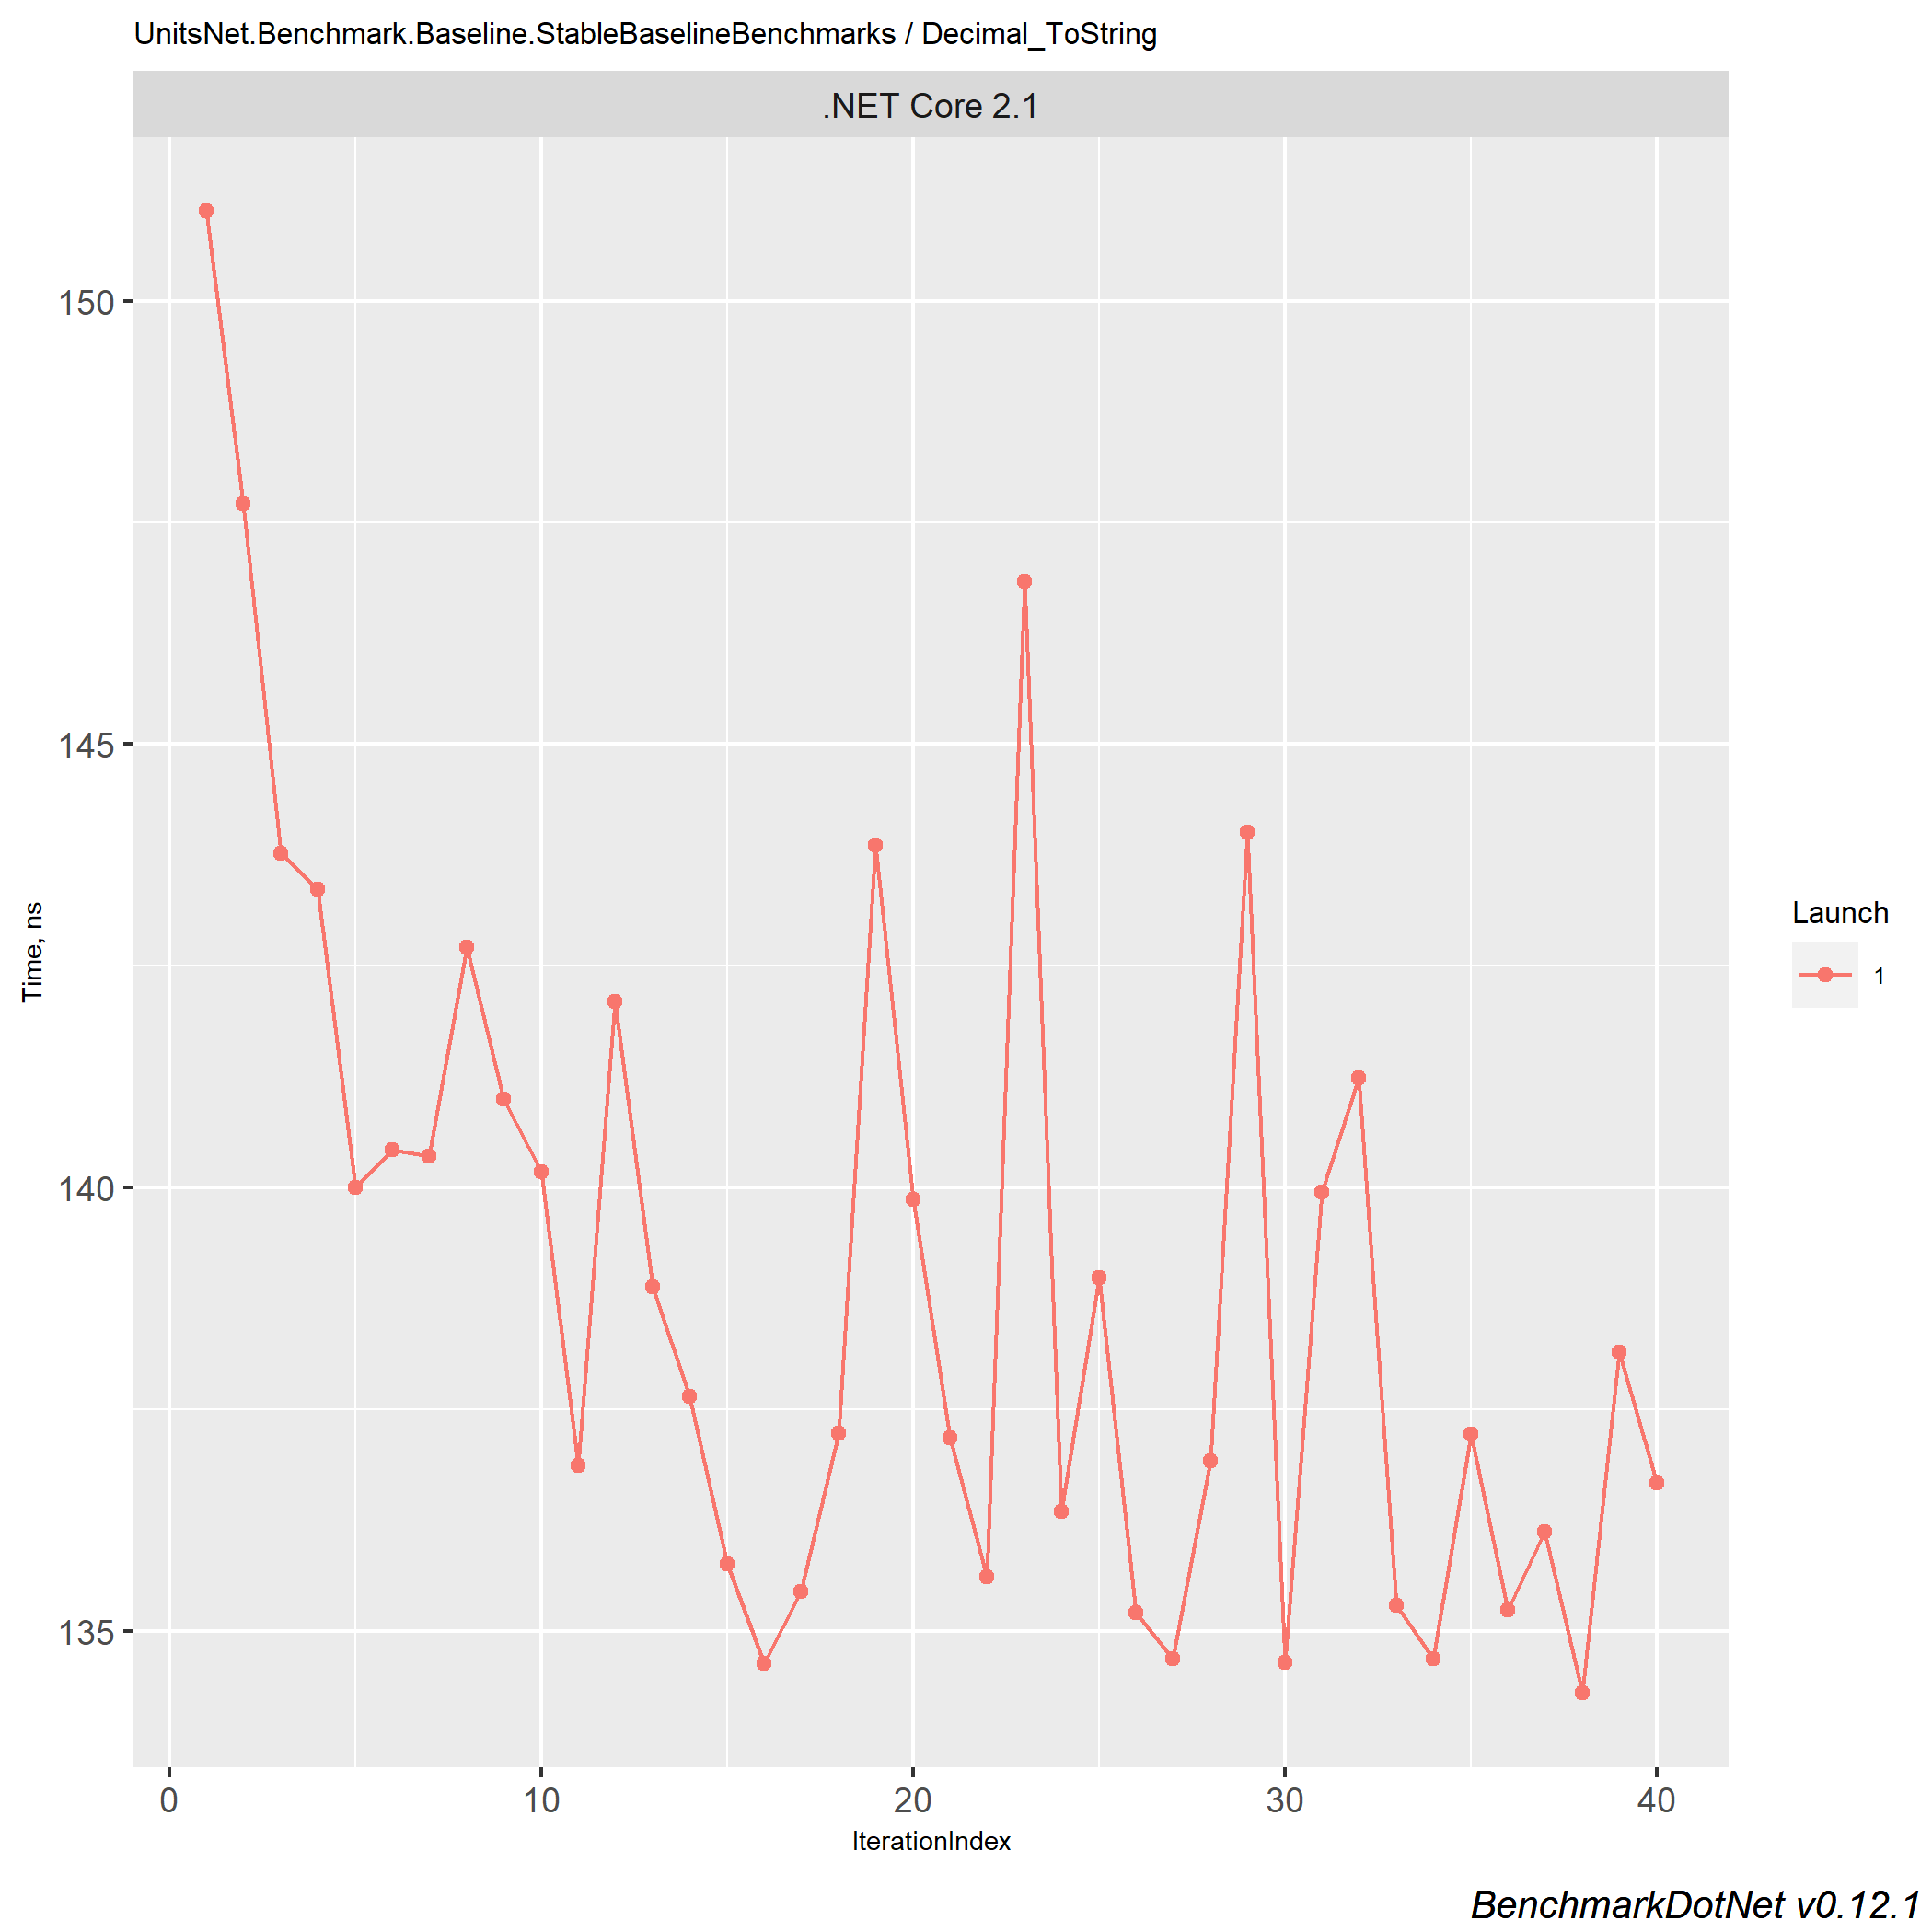 UnitsNet.Benchmark.Baseline.StableBaselineBenchmarks / Decimal_ToString
.NET Core 2.1
150
145
140
135
Time, ns
0 10 20 30 40
IterationIndex
Launch
1
BenchmarkDotNet v0.12.1